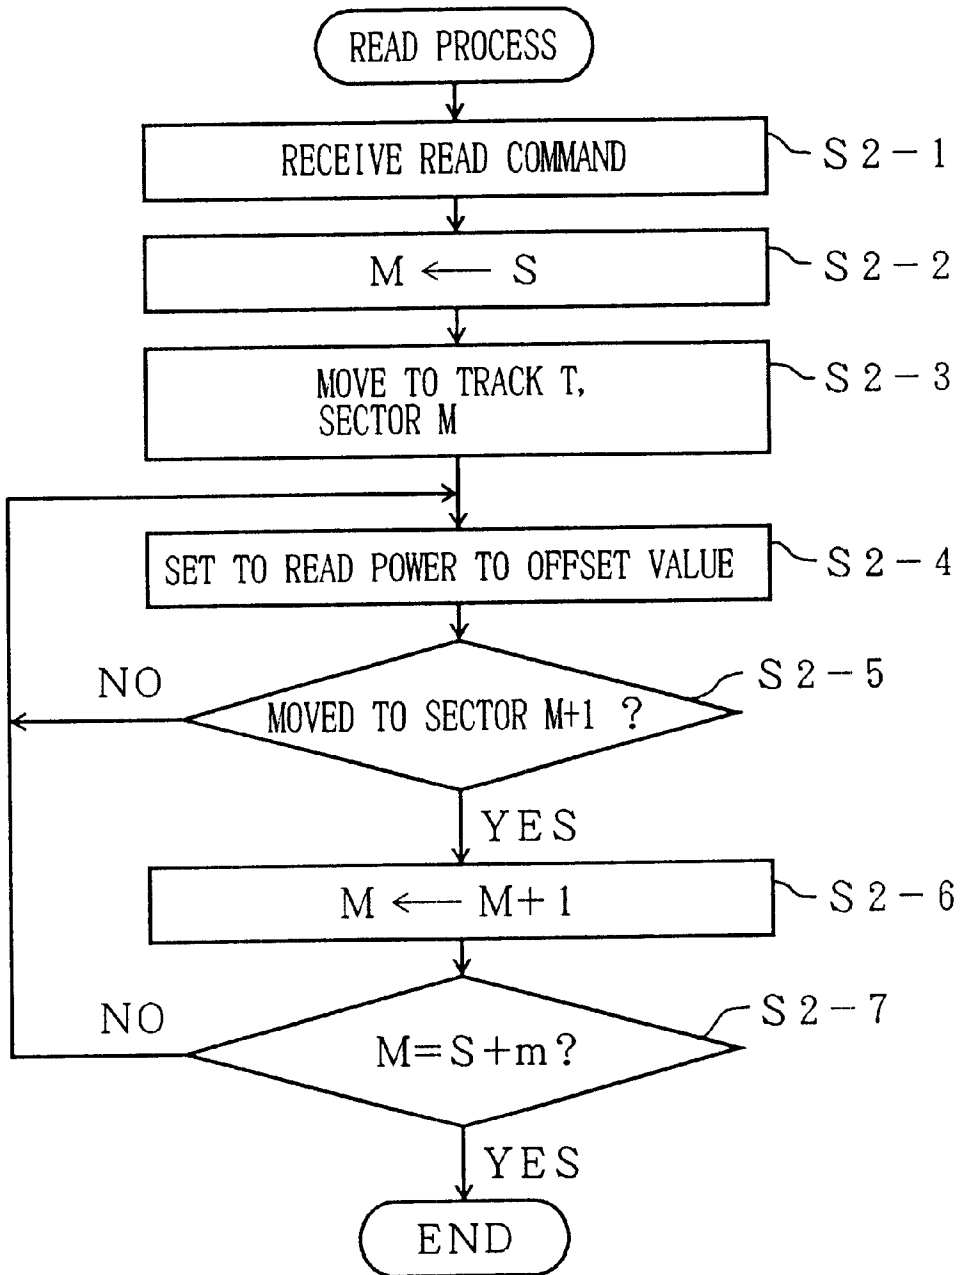 READ PROCESS
RECEIVE READ COMMAND
S2-1
M ← S
S2-2
MOVE TO TRACK T,
SECTOR M
S2-3
SET TO READ POWER TO OFFSET VALUE
S2-4
NO
MOVED TO SECTOR M+1 ?
S2-5
YES
M ← M+1
S2-6
NO
M=S+m?
S2-7
YES
END